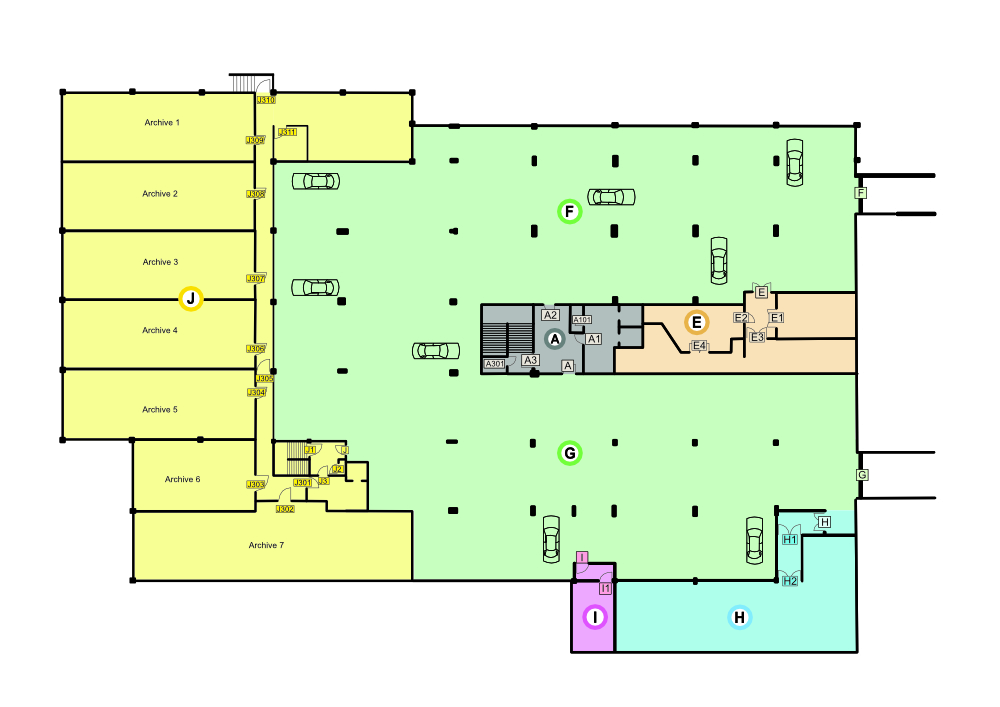 J310
Archive 1
J311
J309
Archive 2
J308
F
F
Archive 3
J307
J
E
A2
A101
E
E2
E1
Archive 4
A
A1
E3
J306
E4
A301
A3
A
J305
J304
Archive 5
J1
J
G
J2
G
Archive 6
J303
J301
J3
J302
H
H1
Archive 7
I
H2
I1
I
H